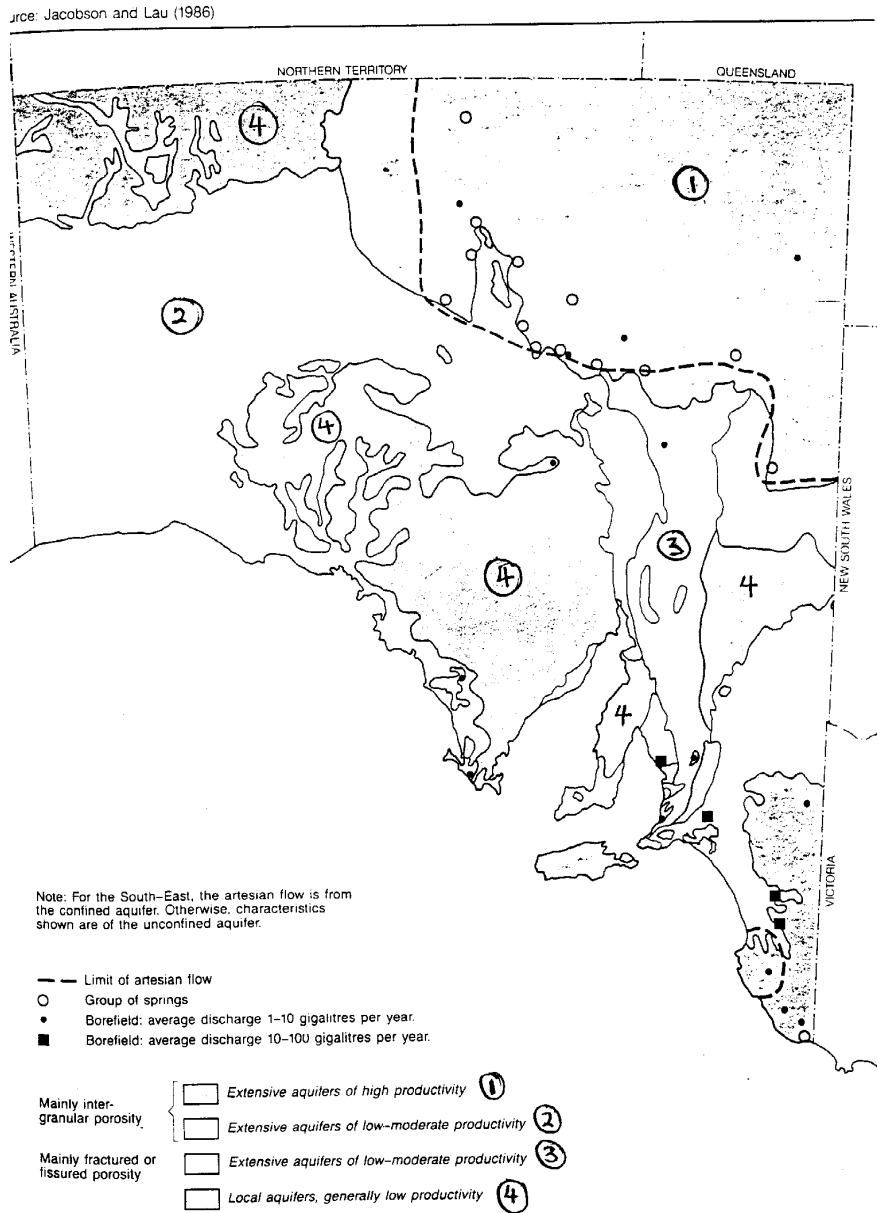 urce: Jacobson and Lau (1986)
NORTHERN TERRITORY
QUEENSLAND
4
1
WESTERN AUSTRALIA
2
4
NEW SOUTH WALES
3
4
4
4
VICTORIA
Note: For the South-East, the artesian flow is from
the confined aquifer. Otherwise, characteristics
shown are of the unconfined aquifer.
Limit of artesian flow
Group of springs
Borefield: average discharge 1-10 gigalitres per year.
Borefield: average discharge 10-100 gigalitres per year.
Mainly inter-
granular porosity
Extensive aquifers of high productivity 1
Extensive aquifers of low-moderate productivity 2
Mainly fractured or
fissured porosity
Extensive aquifers of low-moderate productivity 3
Local aquifers, generally low productivity 4